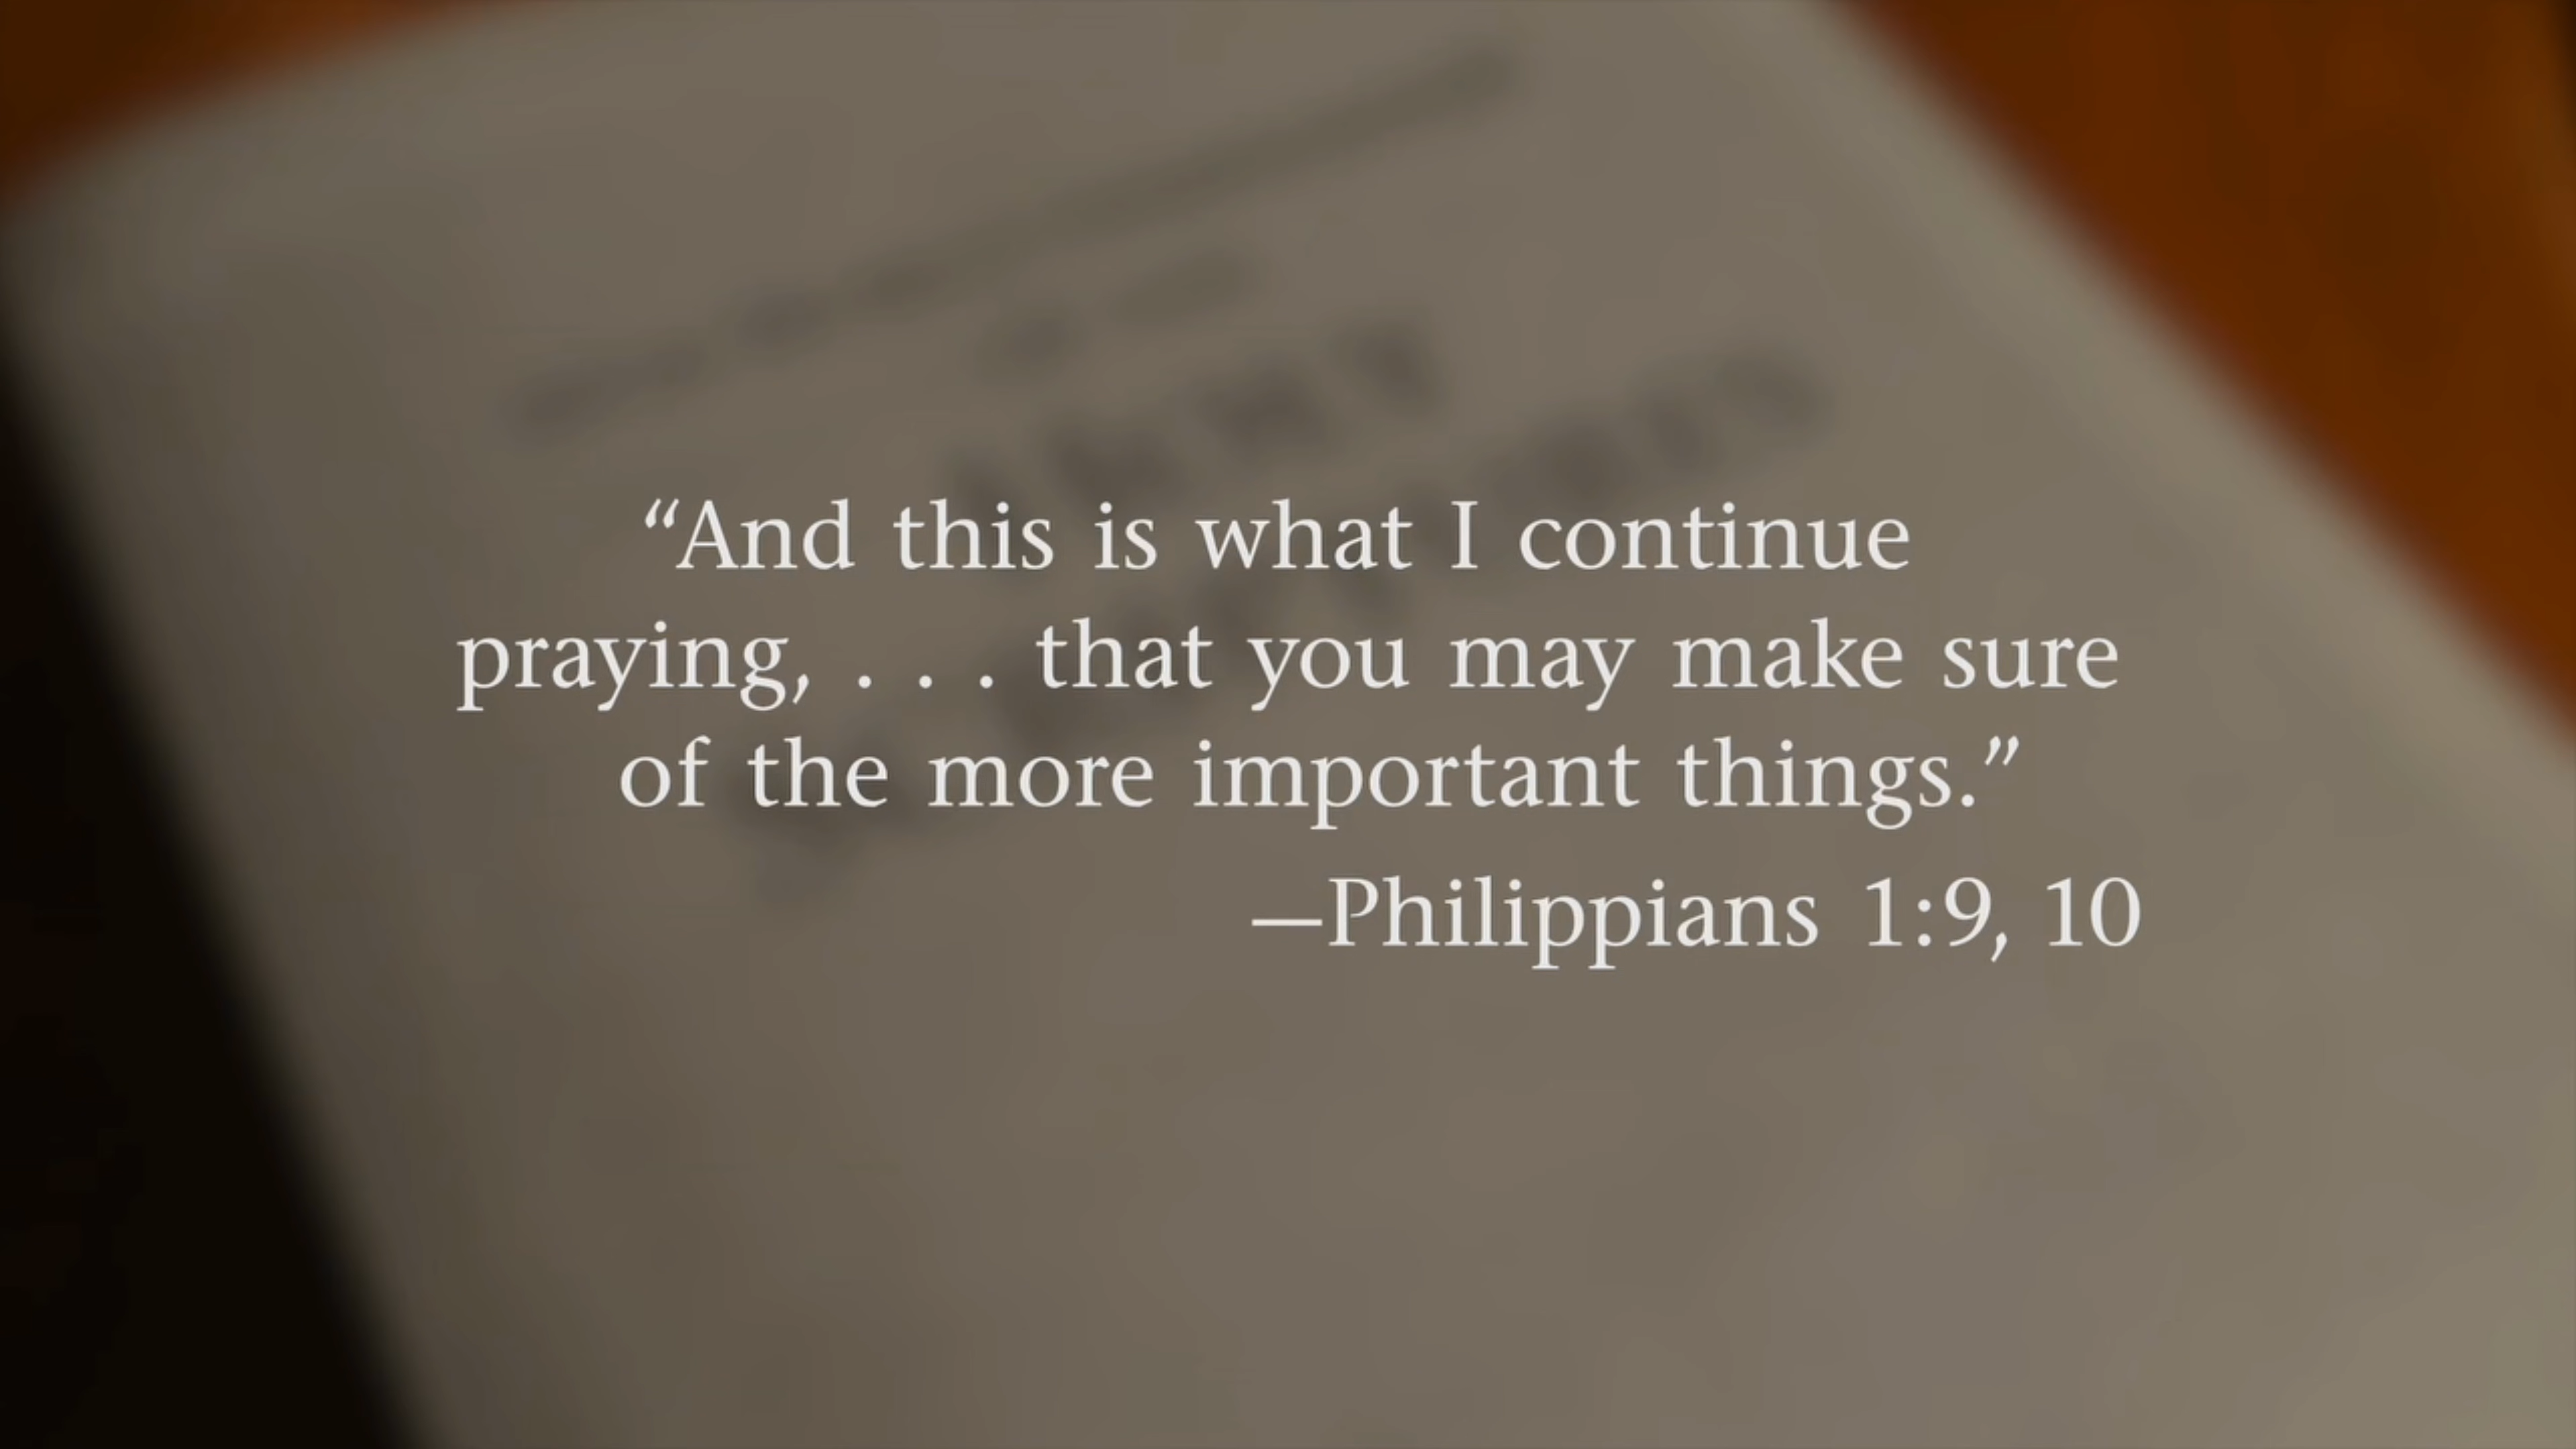 “And this is what I continue
praying, . . . that you may make sure
of the more important things.”
—Philippians 1:9, 10